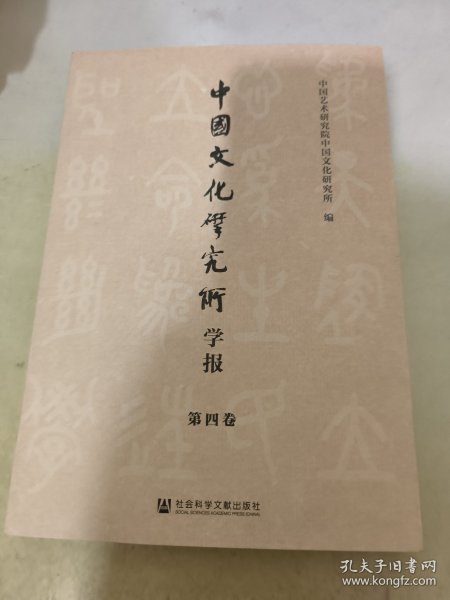 中国艺术研究院中国文化研究所 编
中國文化研究所
学报
第四卷
社会科学文献出版社
SOCIAL SCIENCES ACADEMIC PRESS (CHINA)
孔夫子旧书网
www.kongfz.com